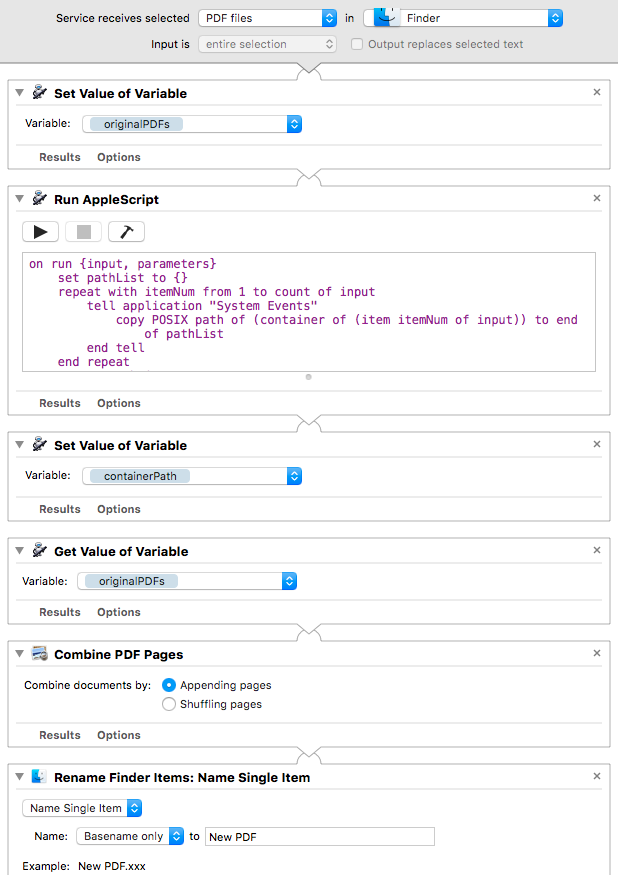 Service receives selected PDF files in Finder
Input is entire selection Output replaces selected text
Set Value of Variable
Variable: originalPDFs
Results Options
Run AppleScript
on run {input, parameters}
set pathList to {}
repeat with itemNum from 1 to count of input
tell application "System Events"
copy POSIX path of (container of (item itemNum of input)) to end
of pathList
end tell
end repeat
Results Options
Set Value of Variable
Variable: containerPath
Results Options
Get Value of Variable
Variable: originalPDFs
Results Options
Combine PDF Pages
Combine documents by: Appending pages
Shuffling pages
Results Options
Rename Finder Items: Name Single Item
Name Single Item
Name: Basename only to New PDF
Example: New PDF.xxx